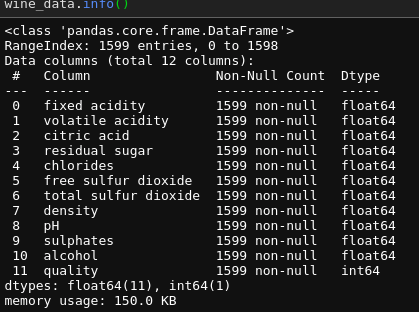 wine_data.info()
<class 'pandas.core.frame.DataFrame'>
RangeIndex: 1599 entries, 0 to 1598
Data columns (total 12 columns):
 #   Column                Non-Null Count  Dtype
---  ------                --------------  -----
 0   fixed acidity         1599 non-null   float64
 1   volatile acidity      1599 non-null   float64
 2   citric acid           1599 non-null   float64
 3   residual sugar        1599 non-null   float64
 4   chlorides             1599 non-null   float64
 5   free sulfur dioxide   1599 non-null   float64
 6   total sulfur dioxide  1599 non-null   float64
 7   density               1599 non-null   float64
 8   pH                    1599 non-null   float64
 9   sulphates             1599 non-null   float64
 10  alcohol               1599 non-null   float64
 11  quality               1599 non-null   int64
dtypes: float64(11), int64(1)
memory usage: 150.0 KB